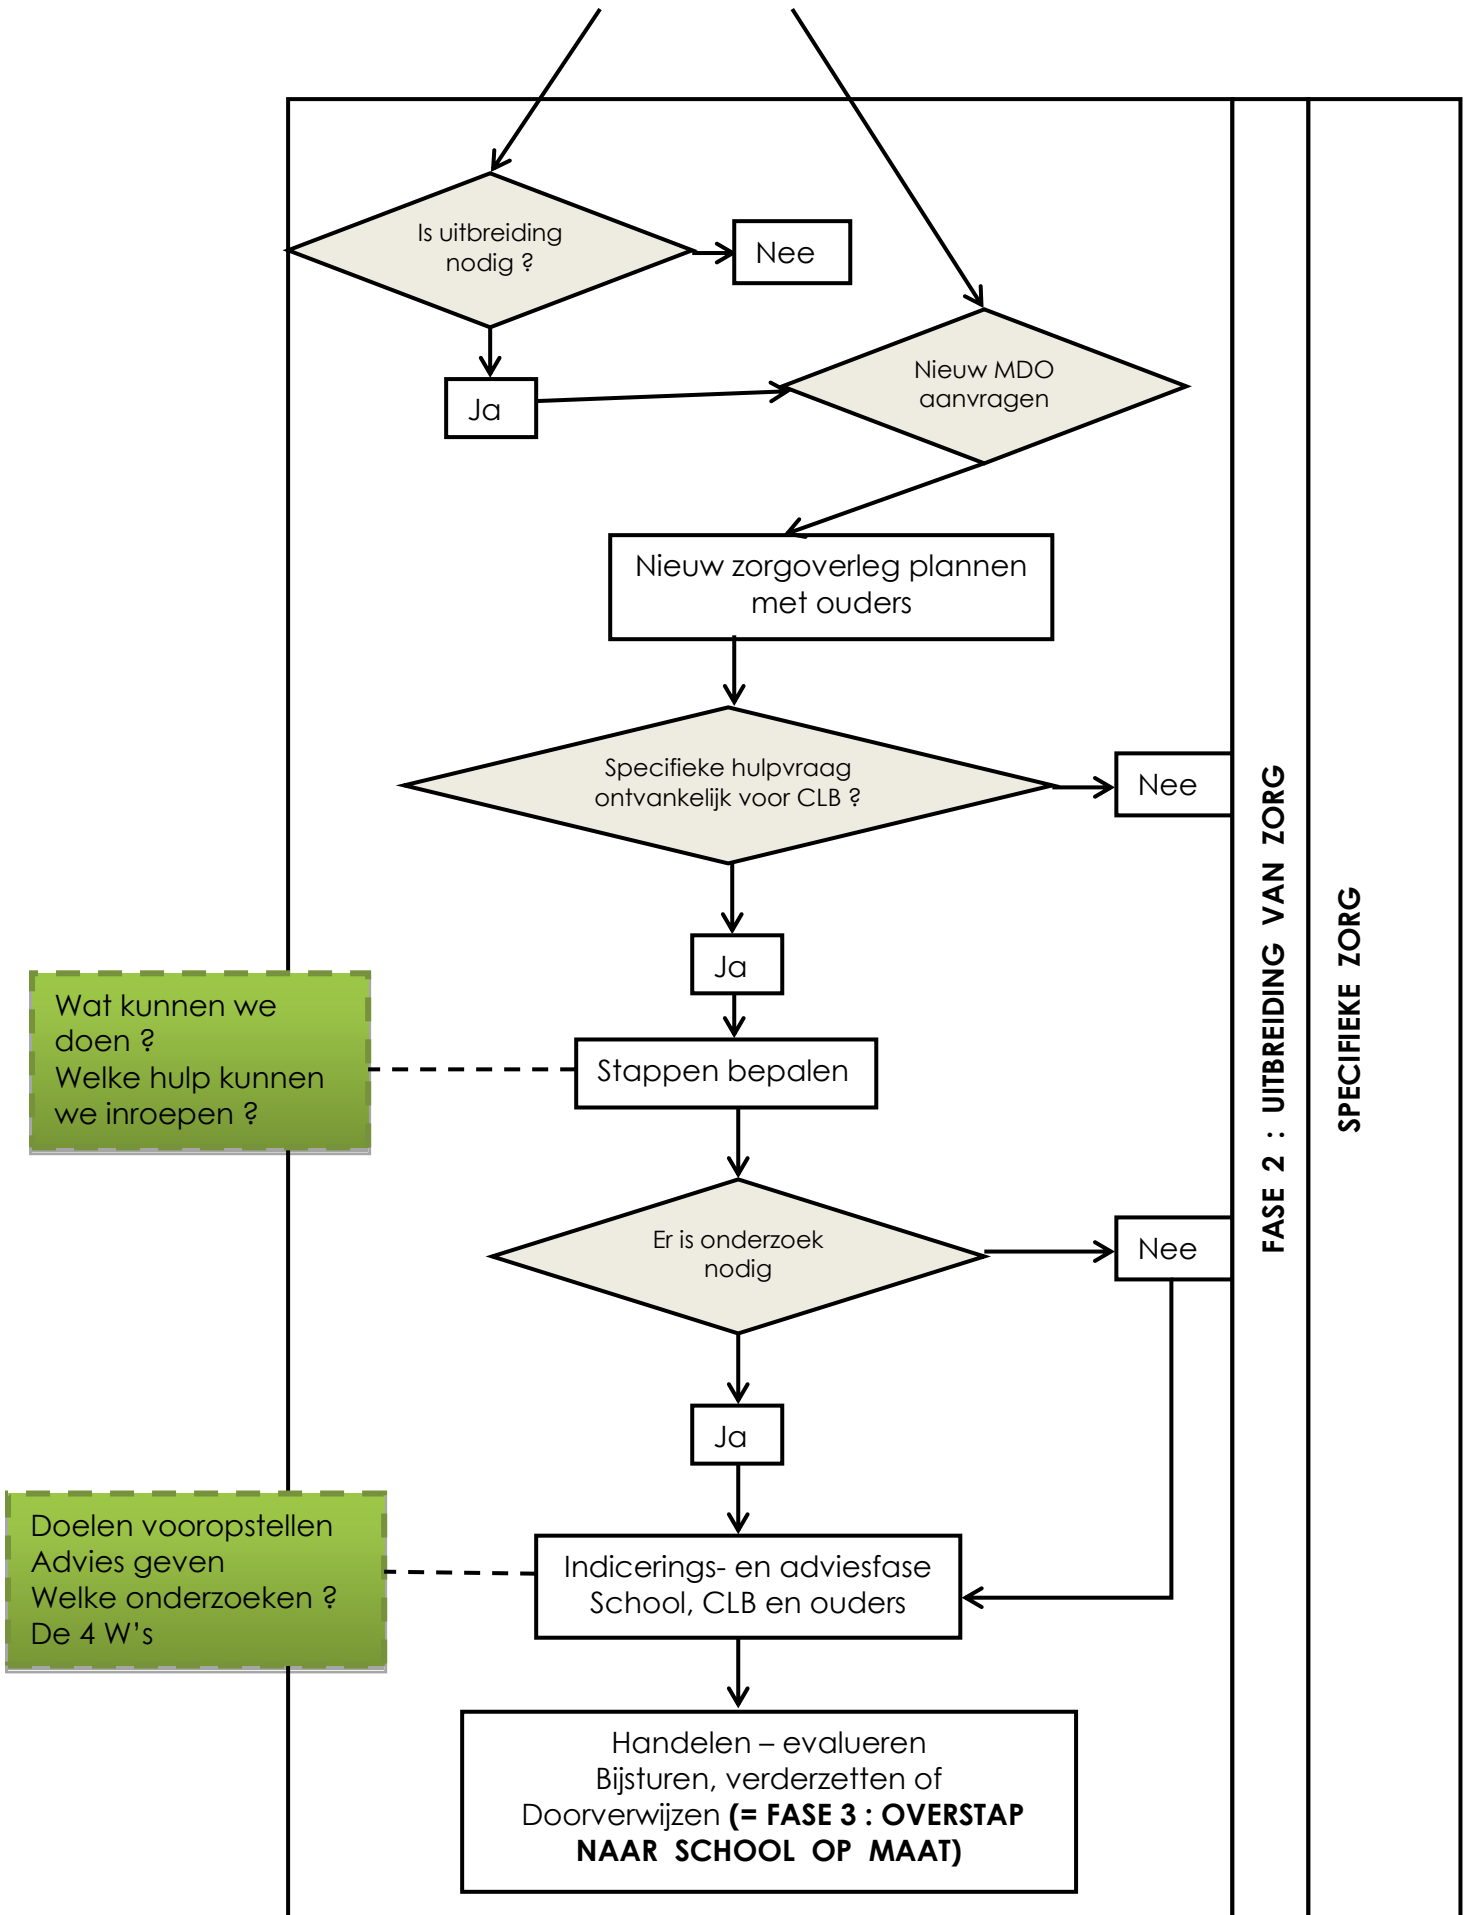 Is uitbreiding
nodig ?
Nee
Ja
Nieuw MDO
aanvragen
Nieuw zorgoverleg plannen
met ouders
Specifieke hulpvraag
ontvankelijk voor CLB ?
Nee
Ja
Wat kunnen we
doen ?
Welke hulp kunnen
we inroepen ?
Stappen bepalen
Er is onderzoek
nodig
Nee
Ja
Doelen vooropstellen
Advies geven
Welke onderzoeken ?
De 4 W's
Indicerings- en adviesfase
School, CLB en ouders
Handelen – evalueren
Bijsturen, verderzetten of
Doorverwijzen (= FASE 3 : OVERSTAP
NAAR SCHOOL OP MAAT)
FASE 2 : UITBREIDING VAN ZORG
SPECIFIEKE ZORG